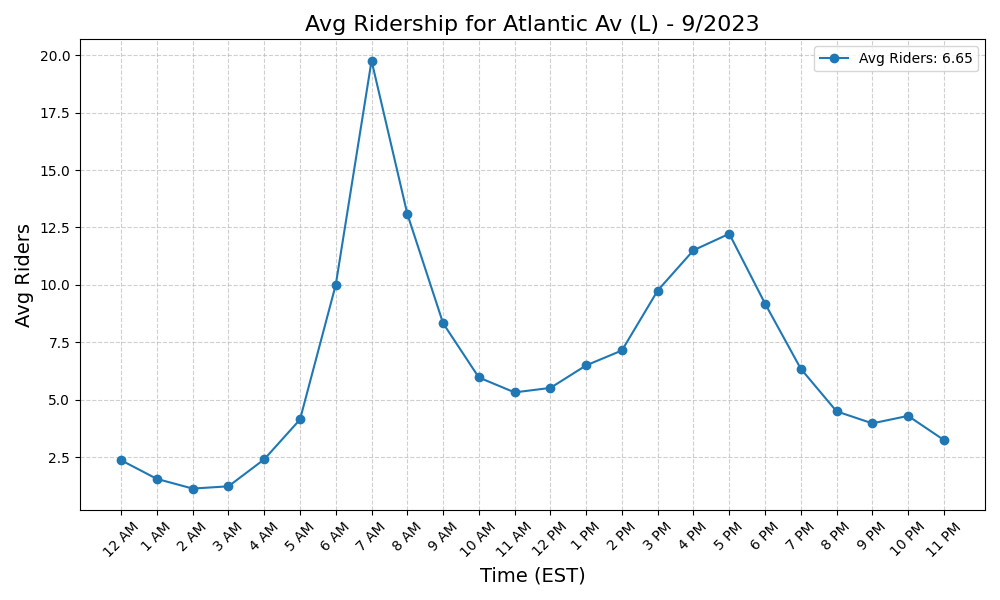 Avg Ridership for Atlantic Av (L) - 9/2023
Avg Riders: 6.65
Avg Riders
20.0
17.5
15.0
12.5
10.0
7.5
5.0
2.5
12 AM
1 AM
2 AM
3 AM
4 AM
5 AM
6 AM
7 AM
8 AM
9 AM
10 AM
11 AM
12 PM
1 PM
2 PM
3 PM
4 PM
5 PM
6 PM
7 PM
8 PM
9 PM
10 PM
11 PM
Time (EST)